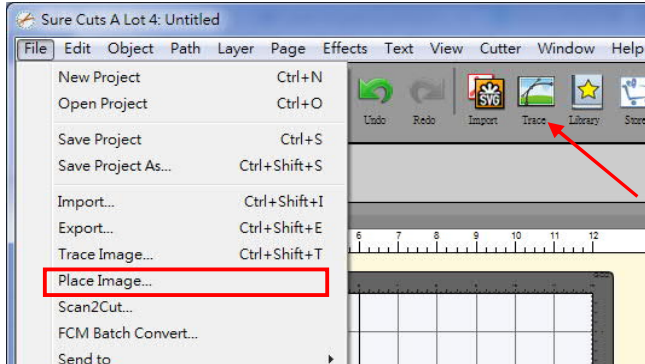 Sure Cuts A Lot 4: Untitled
File Edit Object Path Layer Page Effects Text View Cutter Window Help
New Project Ctrl+N
Open Project Ctrl+O
Save Project Ctrl+S
Save Project As... Ctrl+Shift+S
Import... Ctrl+Shift+I
Export... Ctrl+Shift+E
Trace Image... Ctrl+Shift+T
Place Image...
Scan2Cut...
FCM Batch Convert...
Send to
SVG
Undo Redo Import Trace Library Store
6 7 8 9 10 11 12